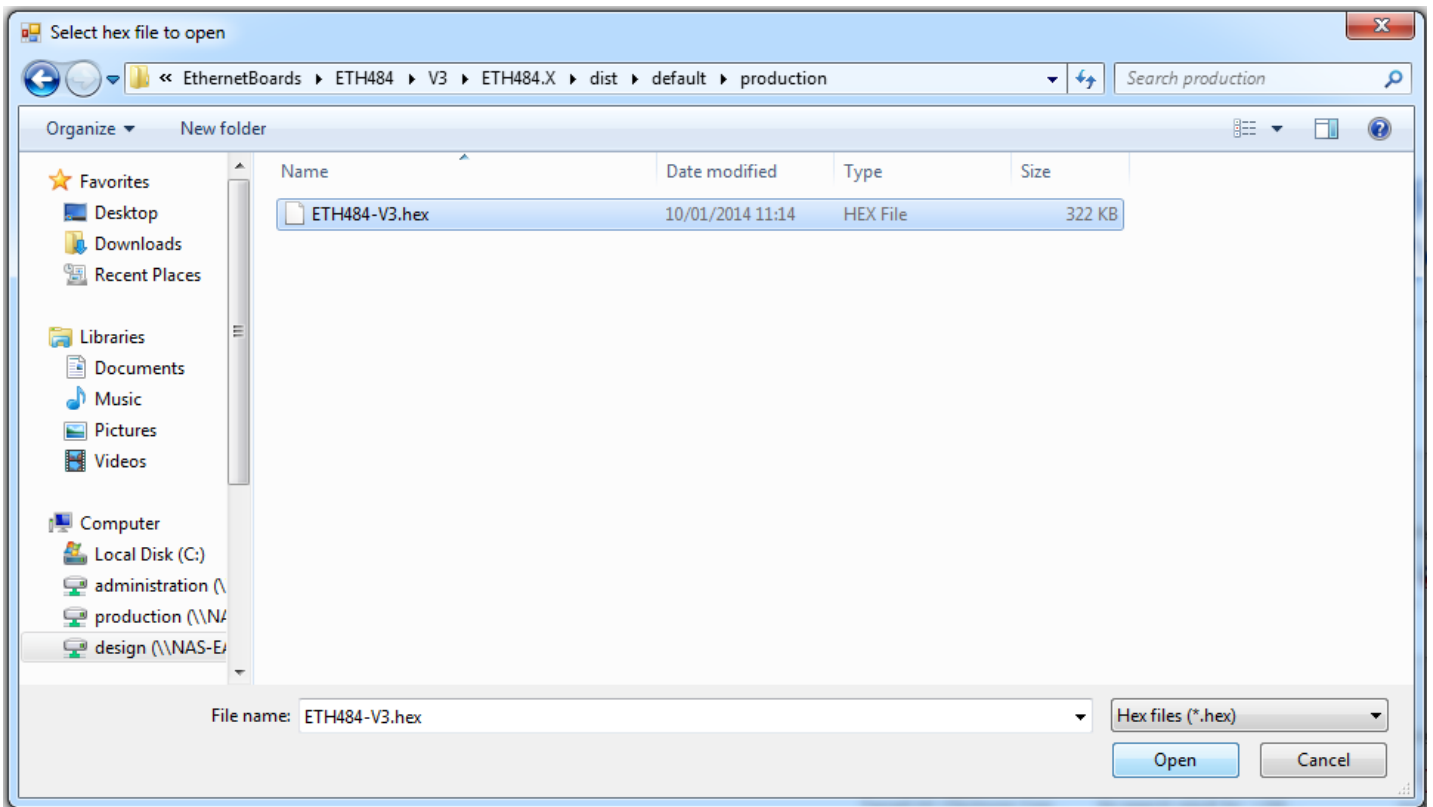 Select hex file to open
« EthernetBoards ▸ ETH484 ▸ V3 ▸ ETH484.X ▸ dist ▸ default ▸ production
Search production
Organize ▾ New folder
Name Date modified Type Size
ETH484-V3.hex 10/01/2014 11:14 HEX File 322 KB
Favorites
Desktop
Downloads
Recent Places
Libraries
Documents
Music
Pictures
Videos
Computer
Local Disk (C:)
administration (\
production (\\NA
design (\\NAS-EA
File name: ETH484-V3.hex
Hex files (*.hex)
Open Cancel